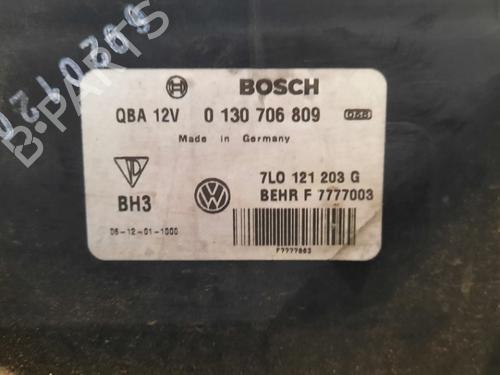 BOSCH
QBA 12V 0 130 706 809
Made in Germany
7L0 121 203 G
BH3
BEHR F 7777003
06-12-01-1000
F7777003
B-PARTS